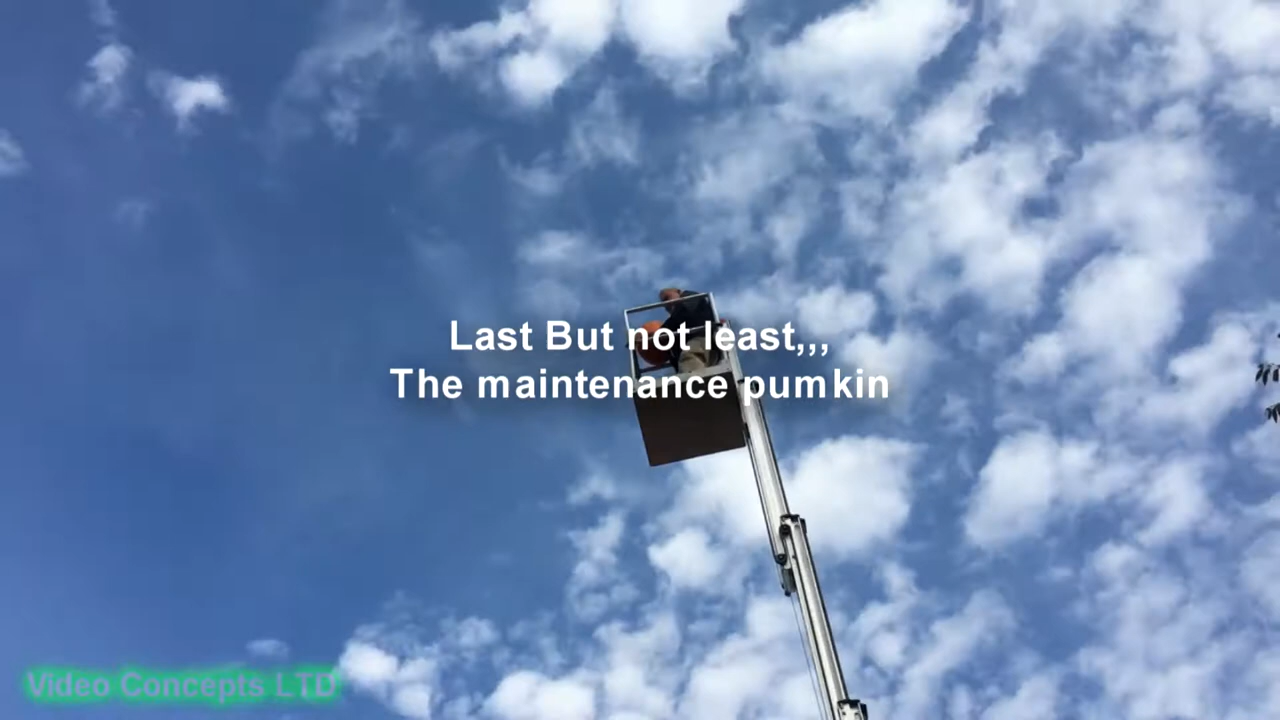 Last But not least,,,
The maintenance pumkin
Video Concepts LTD